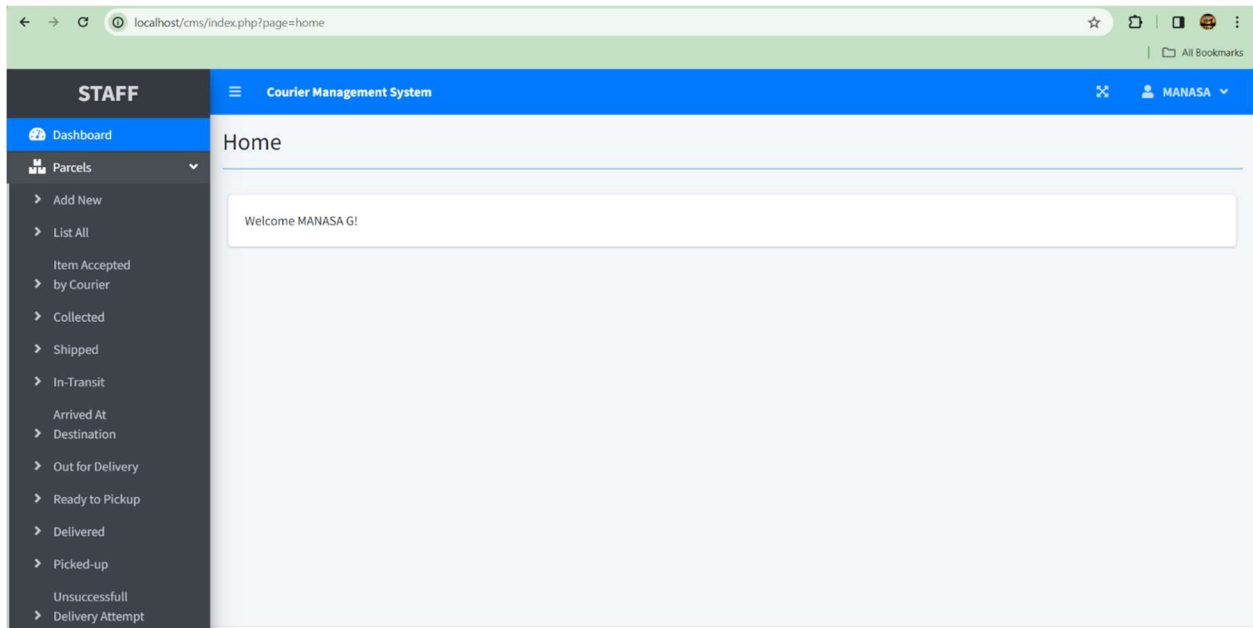 localhost/cms/index.php?page=home
All Bookmarks
STAFF
Courier Management System
MANASA
Dashboard
Home
Parcels
Add New
Welcome MANASA G!
List All
Item Accepted
by Courier
Collected
Shipped
In-Transit
Arrived At
Destination
Out for Delivery
Ready to Pickup
Delivered
Picked-up
Unsuccessfull
Delivery Attempt